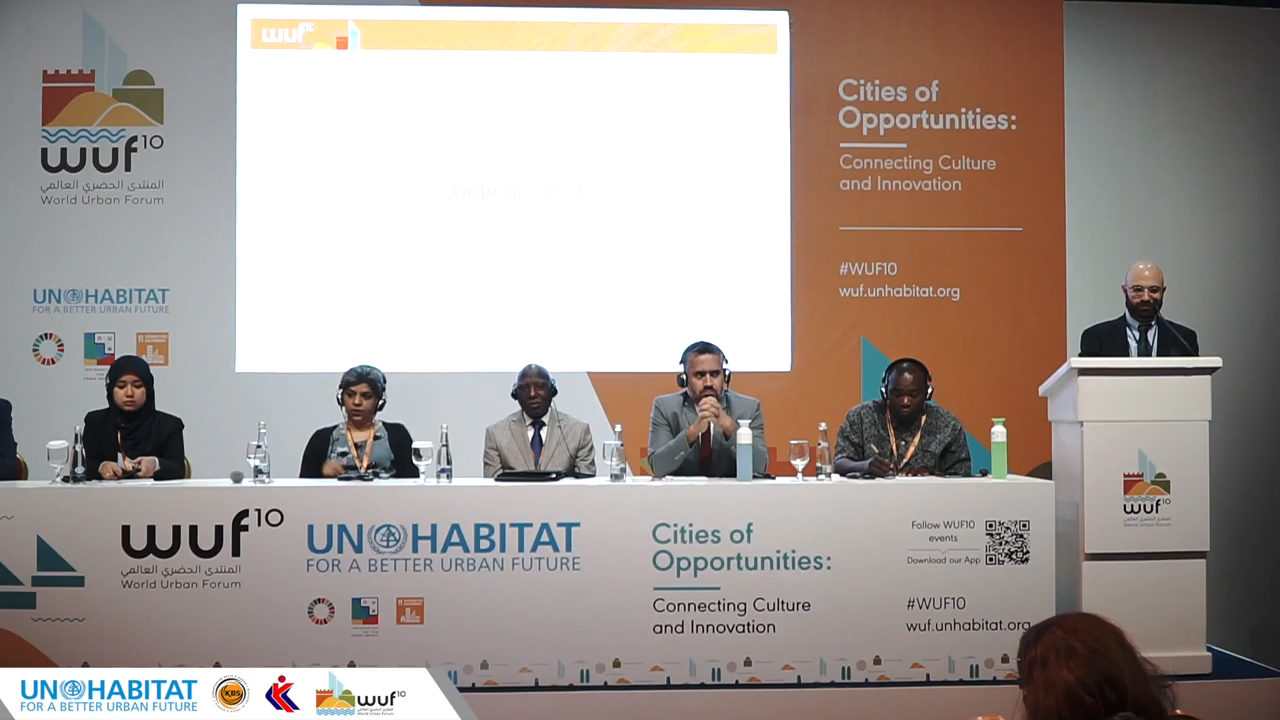 wuf10
المنتدى الحضري العالمي
World Urban Forum
UN HABITAT
FOR A BETTER URBAN FUTURE
wuf10
Cities of
Opportunities:
Connecting Culture
and Innovation
#WUF10
wuf.unhabitat.org
wuf10
wuf10
المنتدى الحضري العالمي
World Urban Forum
UN HABITAT
FOR A BETTER URBAN FUTURE
Cities of
Opportunities:
Connecting Culture
and Innovation
Follow WUF10
events
Download our App
#WUF10
wuf.unhabitat.org
UN HABITAT
FOR A BETTER URBAN FUTURE
KBS
wuf10